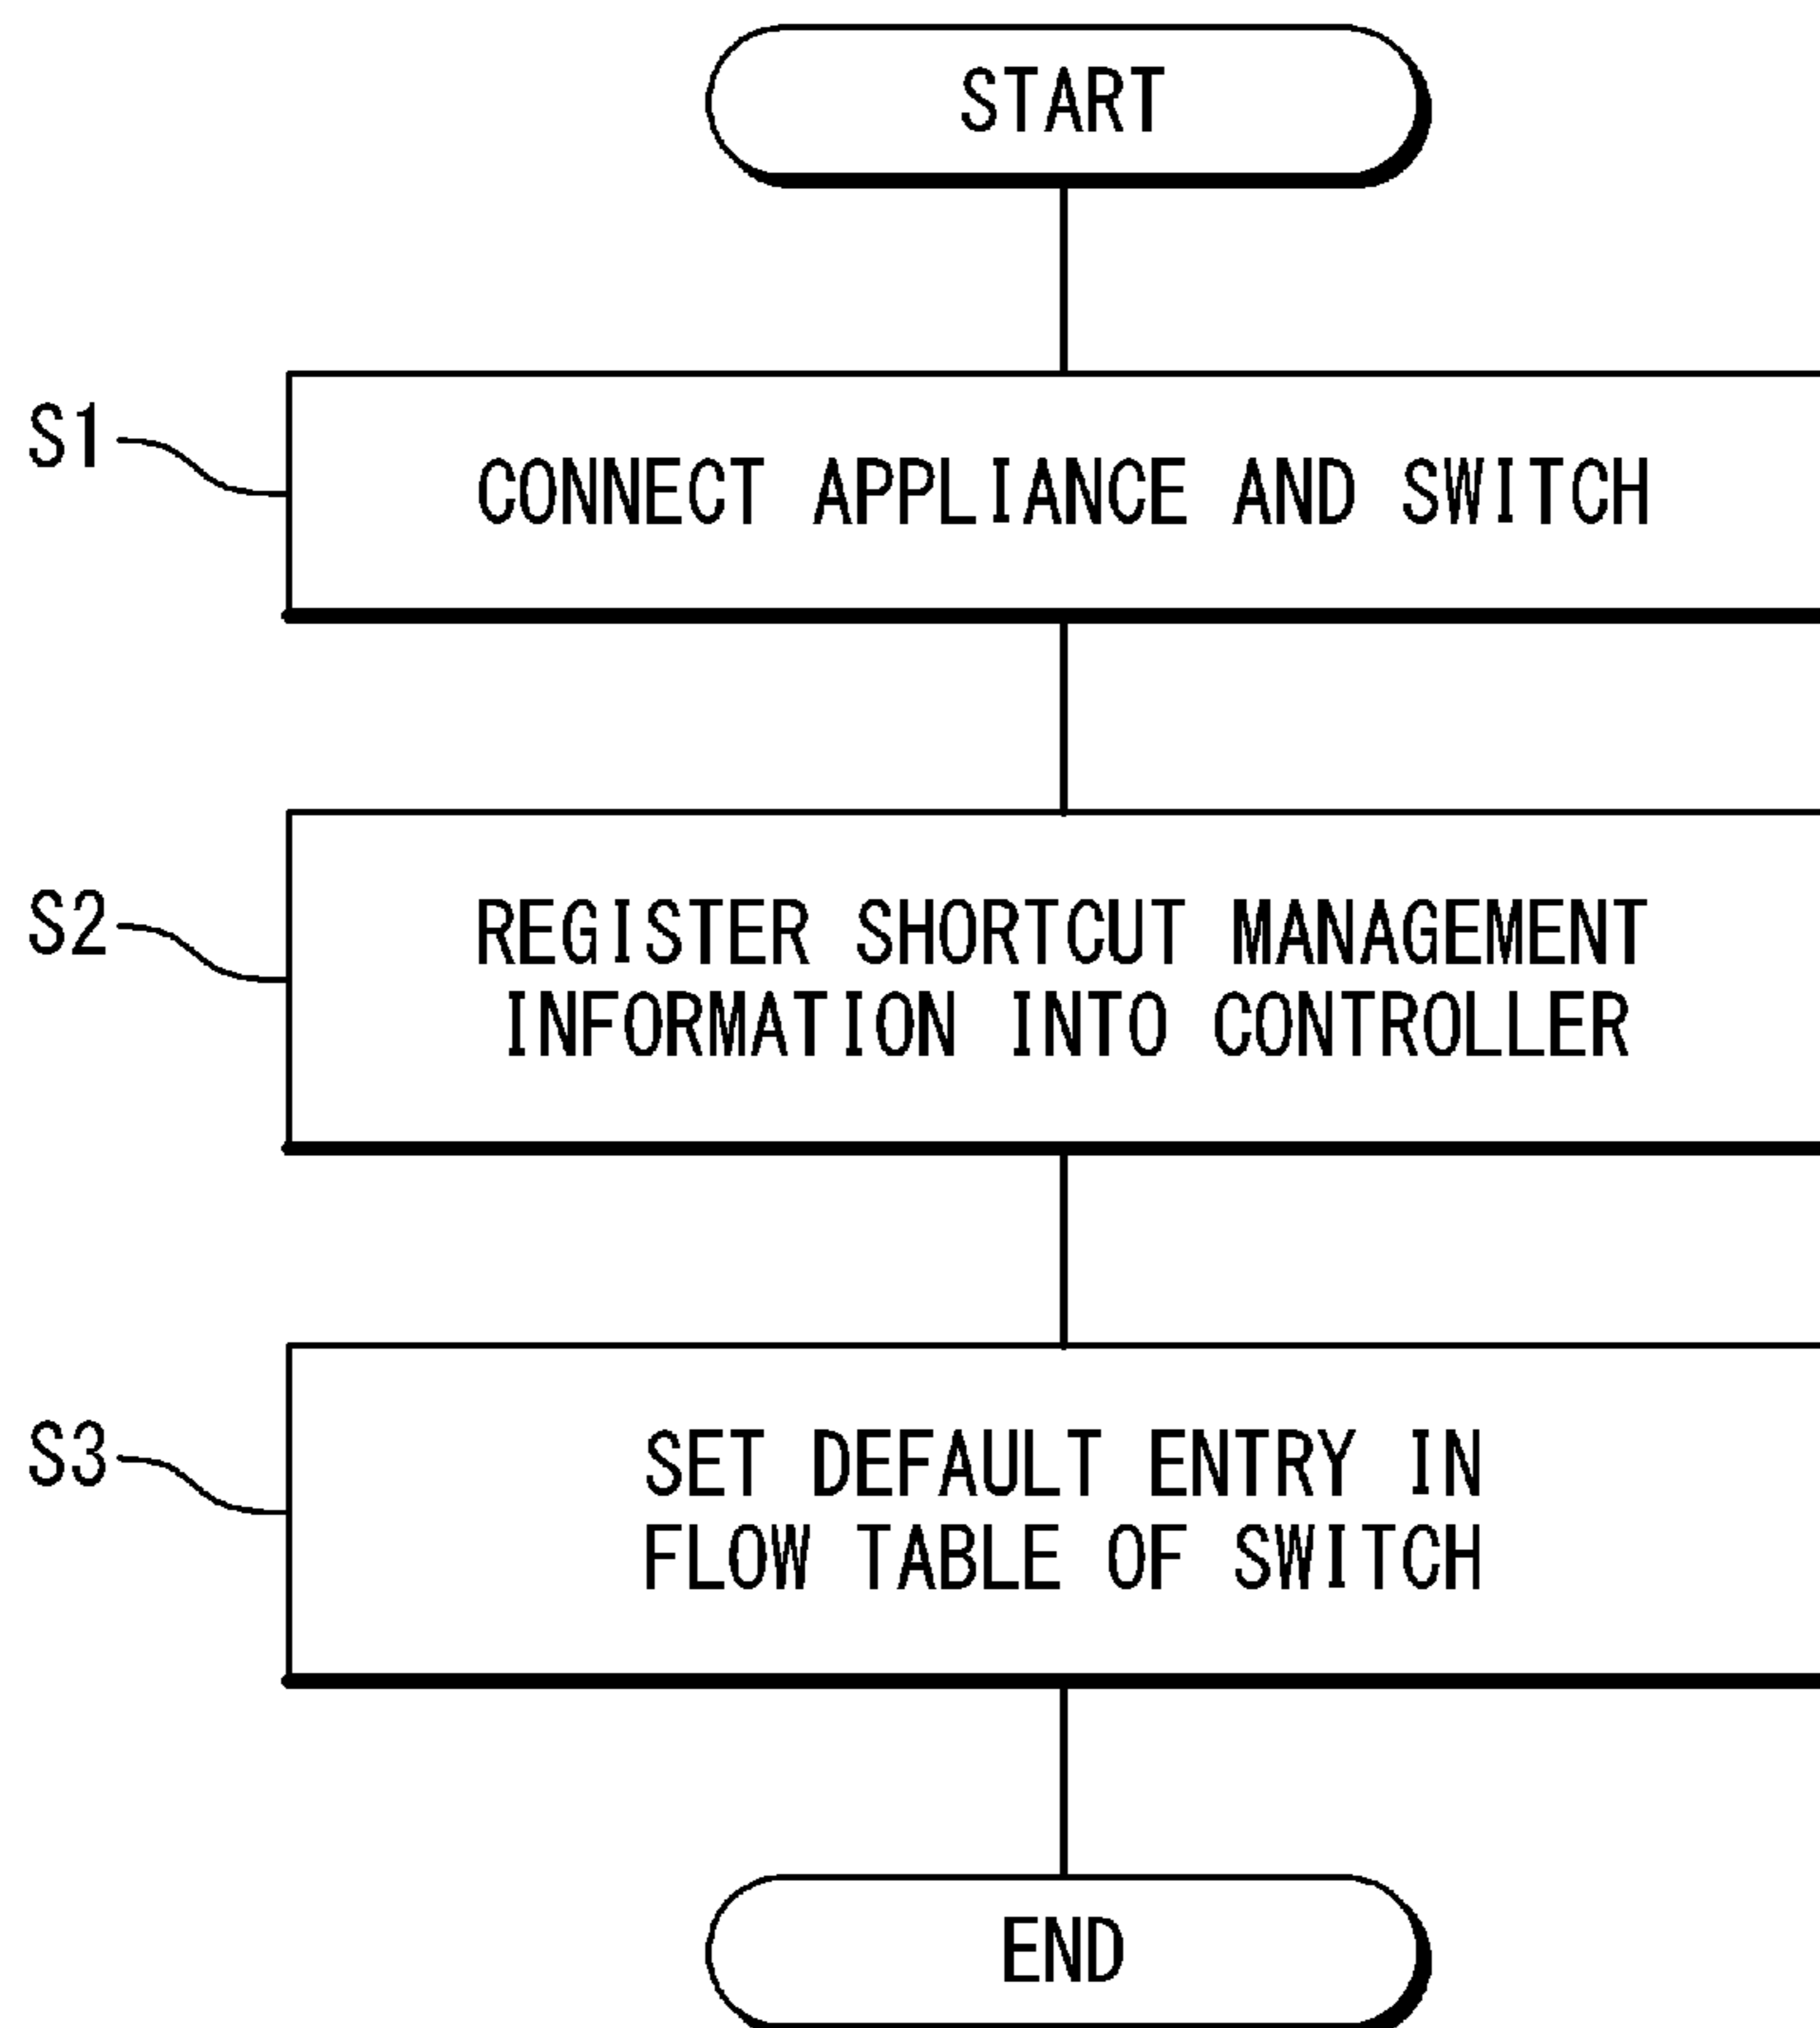 START
S1
CONNECT APPLIANCE AND SWITCH
S2
REGISTER SHORTCUT MANAGEMENT
INFORMATION INTO CONTROLLER
S3
SET DEFAULT ENTRY IN
FLOW TABLE OF SWITCH
END